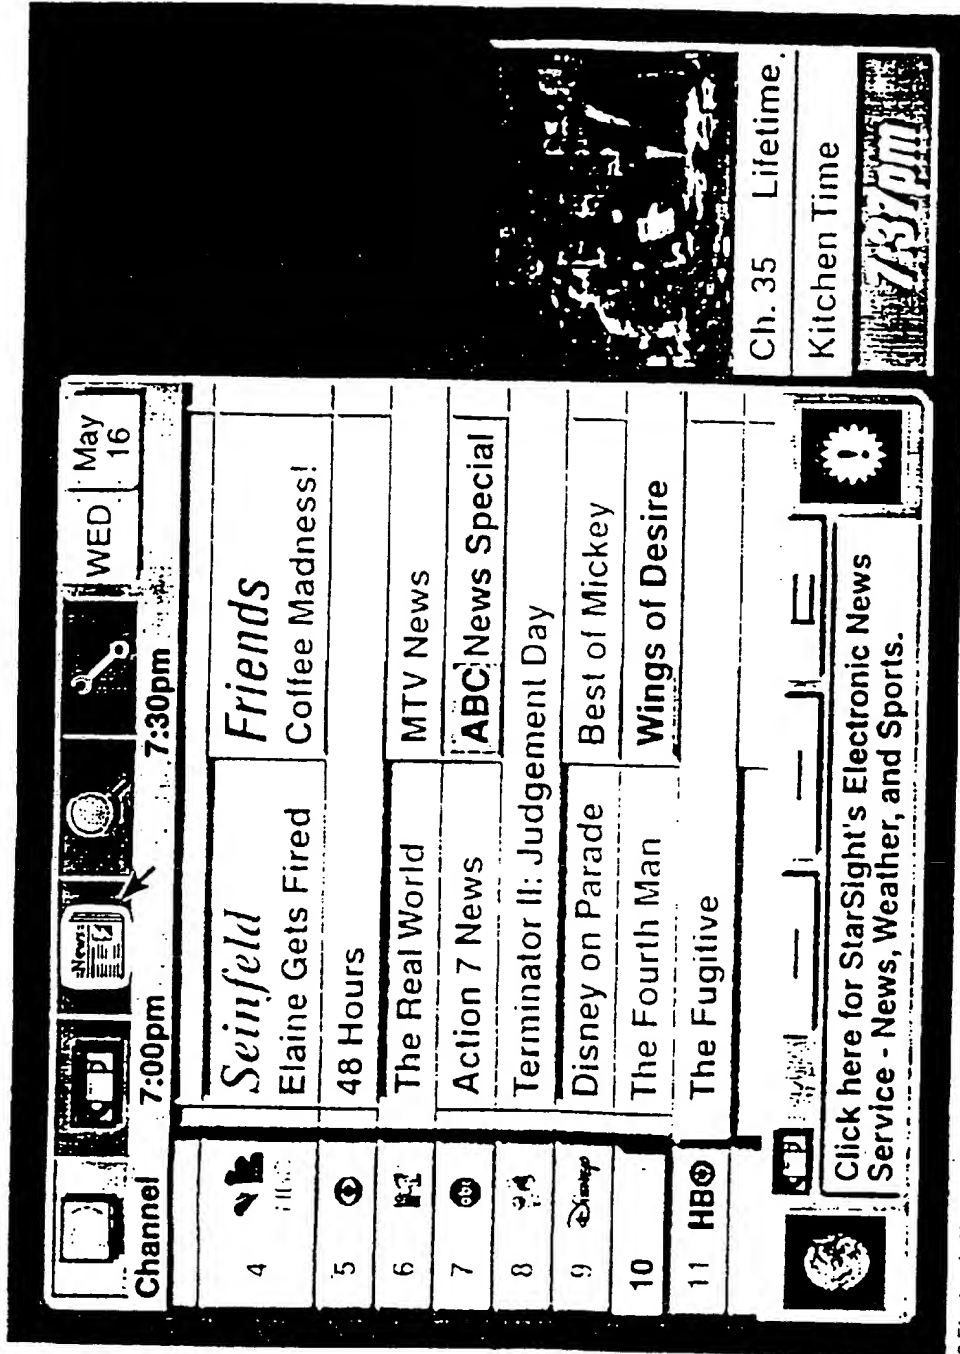 WED May 16
News
Channel 7:00pm 7:30pm
4 Seinfeld Friends
Elaine Gets Fired Coffee Madness!
5 48 Hours
6 The Real World MTV News
7 abc Action 7 News ABC News Special
8 Terminator II: Judgement Day
9 Disney Disney on Parade Best of Mickey
10 The Fourth Man Wings of Desire
11 HBO The Fugitive
!
Click here for StarSight's Electronic News
Service - News, Weather, and Sports.
Ch. 35 Lifetime
Kitchen Time
7:37pm